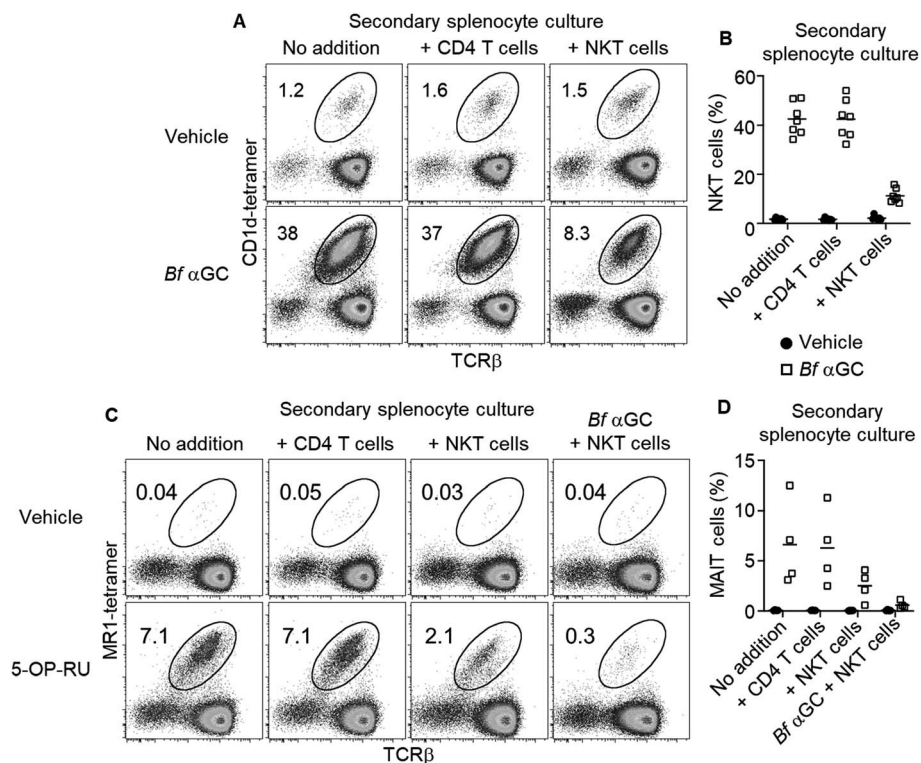 A
Secondary splenocyte culture
No addition
+ CD4 T cells
+ NKT cells
Vehicle
1.2
1.6
1.5
Bf αGC
38
37
8.3
CD1d-tetramer
TCRβ
B
Secondary
splenocyte culture
NKT cells (%)
60
40
20
0
No addition
+ CD4 T cells
+ NKT cells
Vehicle
Bf αGC
C
Secondary splenocyte culture
No addition
+ CD4 T cells
+ NKT cells
Bf αGC
+ NKT cells
Vehicle
0.04
0.05
0.03
0.04
5-OP-RU
7.1
7.1
2.1
0.3
MR1-tetramer
TCRβ
D
Secondary
splenocyte culture
MAIT cells (%)
15
10
5
0
No addition
+ CD4 T cells
+ NKT cells
Bf αGC + NKT cells